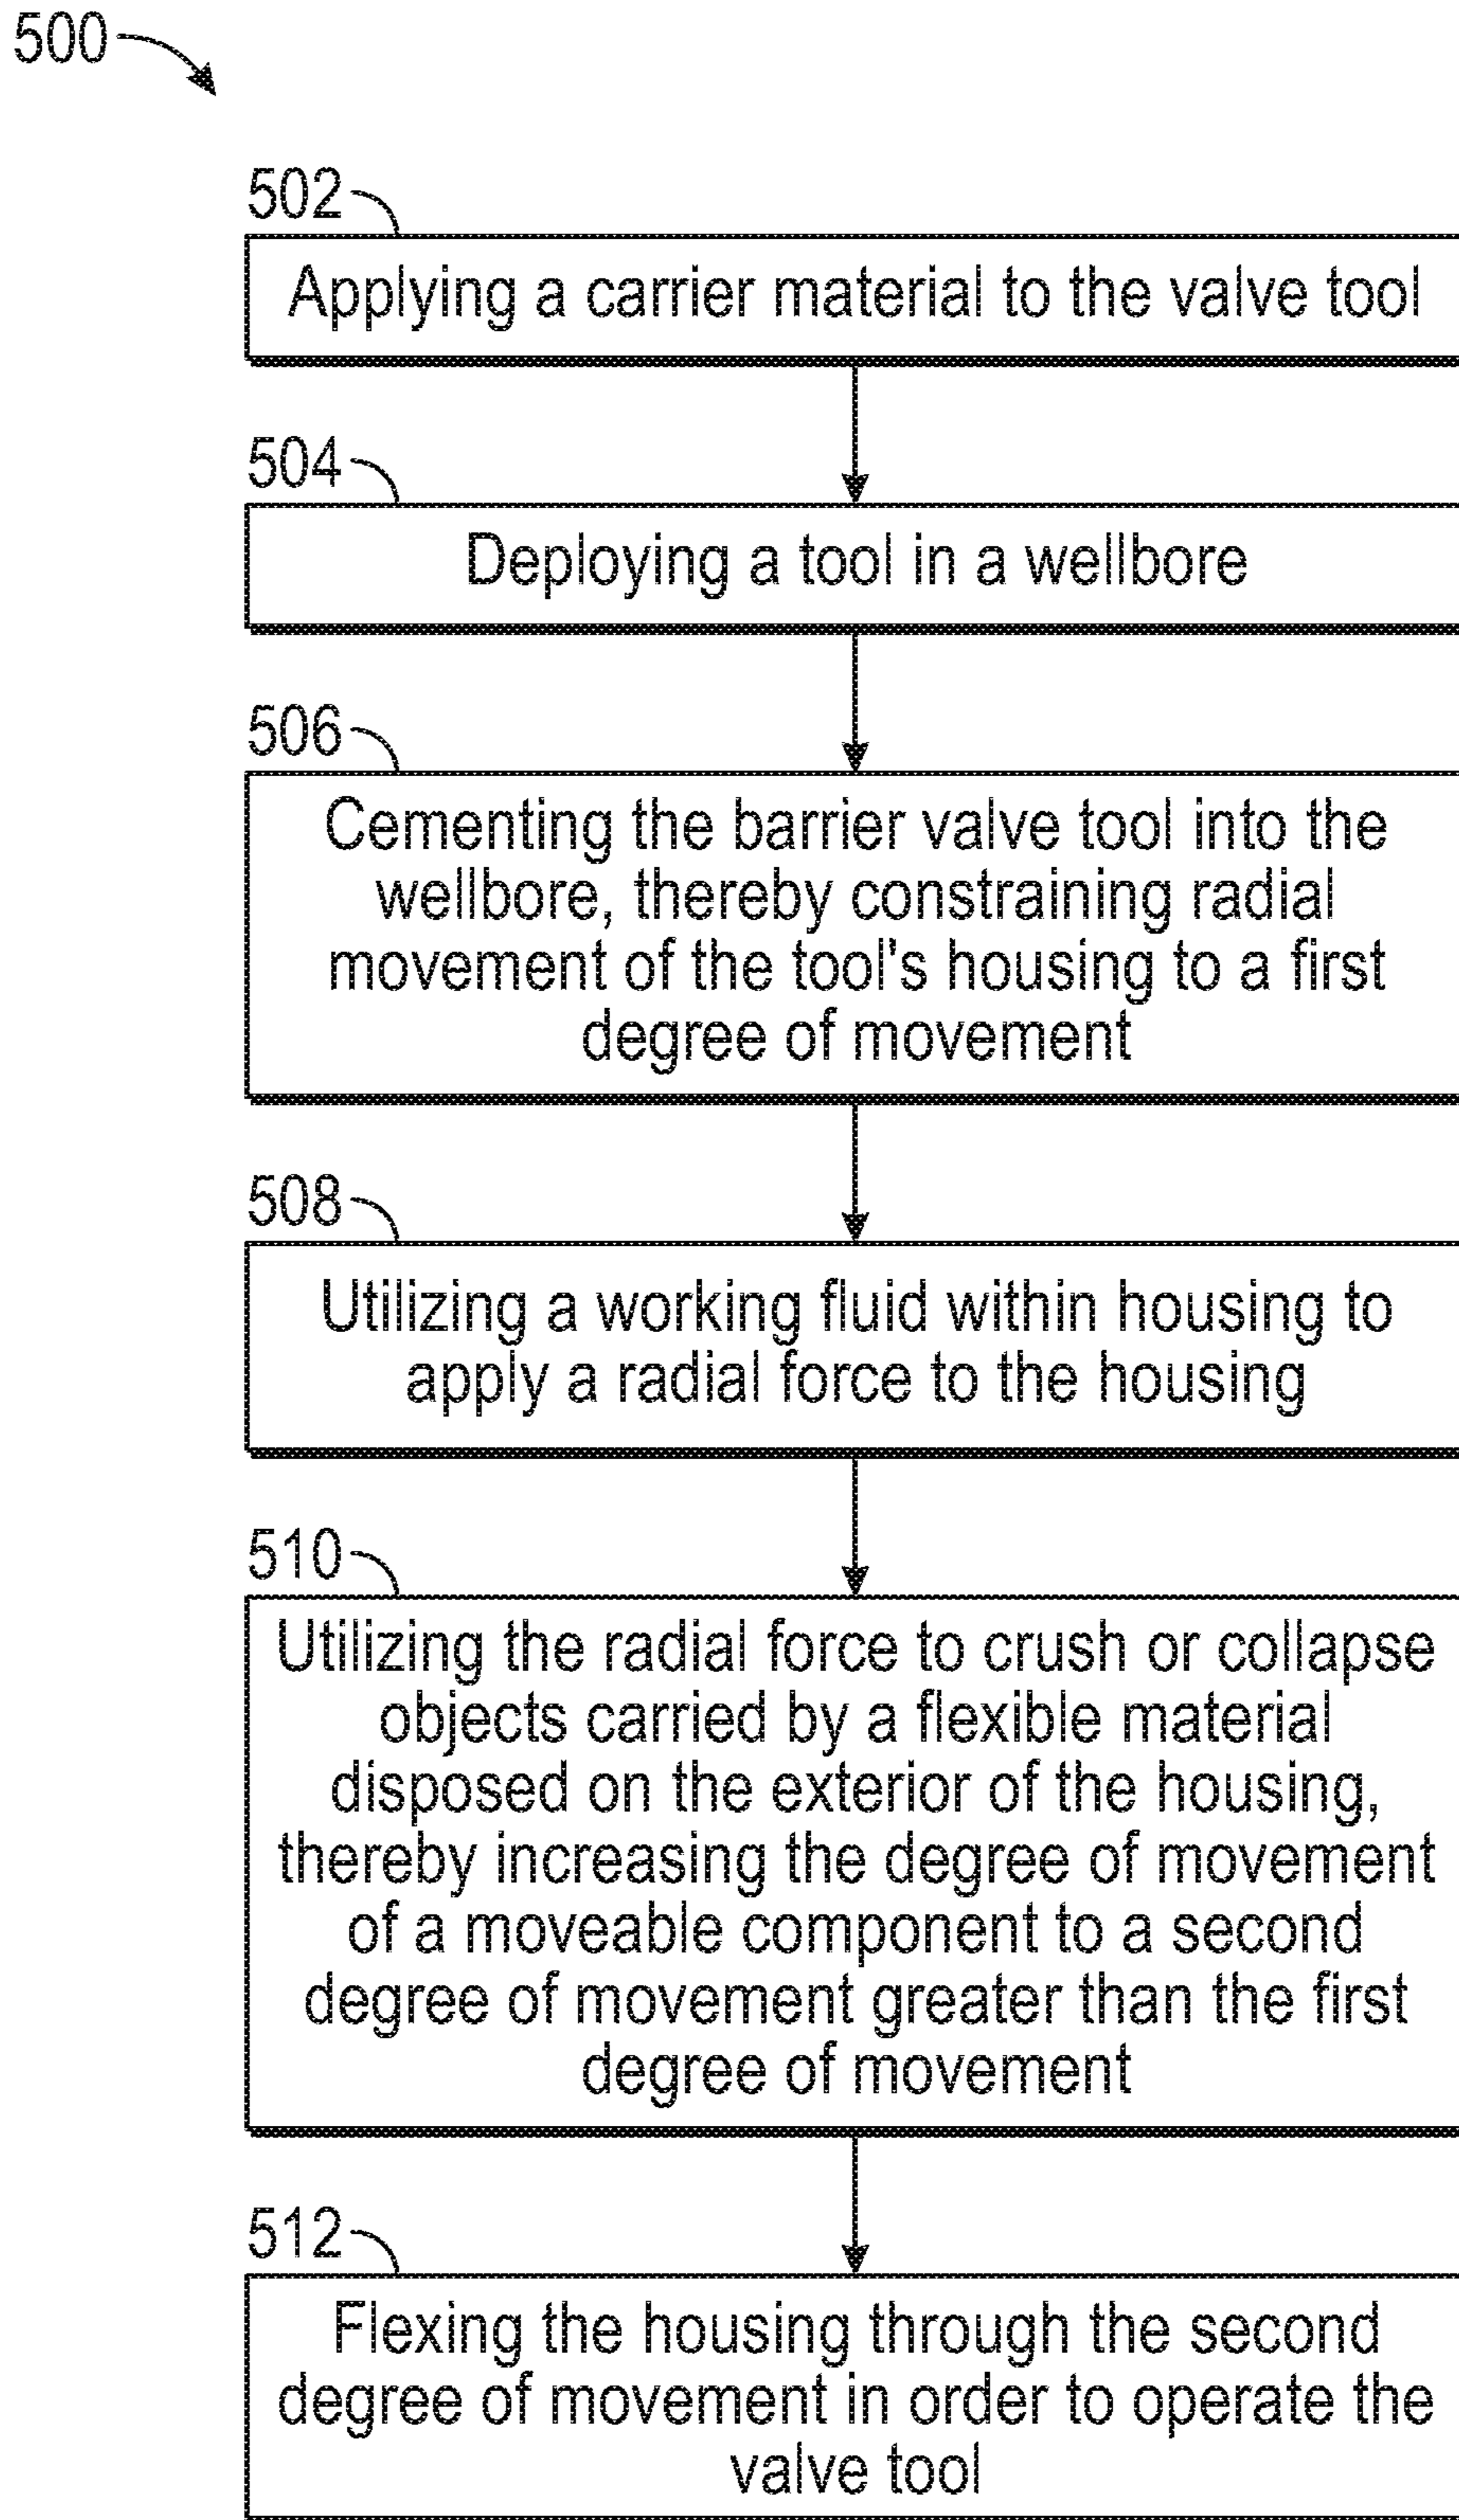 500
502
Applying a carrier material to the valve tool
504
Deploying a tool in a wellbore
506
Cementing the barrier valve tool into the
wellbore, thereby constraining radial
movement of the tool's housing to a first
degree of movement
508
Utilizing a working fluid within housing to
apply a radial force to the housing
510
Utilizing the radial force to crush or collapse
objects carried by a flexible material
disposed on the exterior of the housing,
thereby increasing the degree of movement
of a moveable component to a second
degree of movement greater than the first
degree of movement
512
Flexing the housing through the second
degree of movement in order to operate the
valve tool